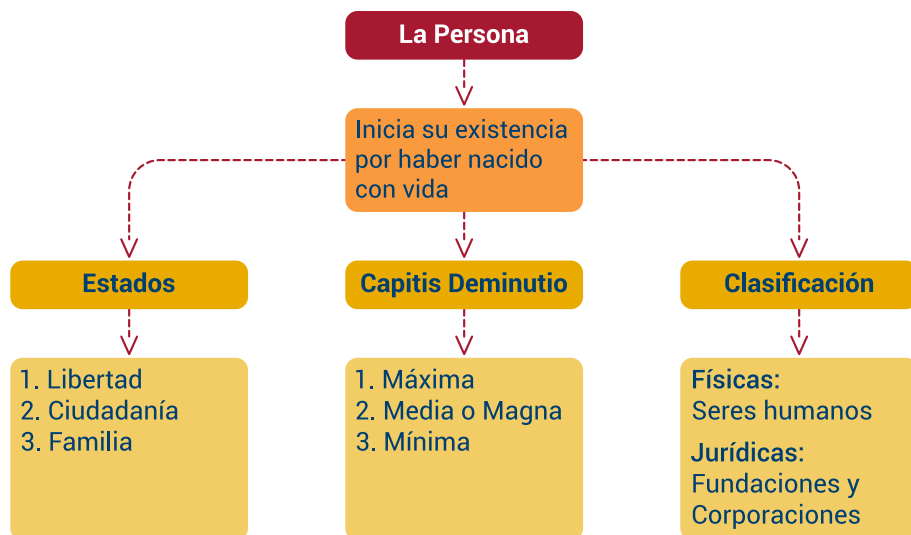 La Persona
Inicia su existencia
por haber nacido
con vida
Estados
1. Libertad
2. Ciudadanía
3. Familia
Capitis Deminutio
1. Máxima
2. Media o Magna
3. Mínima
Clasificación
Físicas:
Seres humanos
Jurídicas:
Fundaciones y
Corporaciones